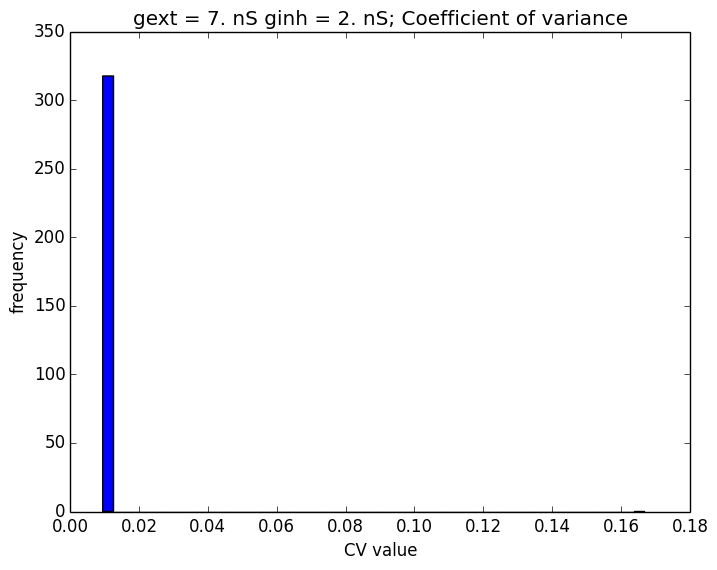 gext = 7. nS ginh = 2. nS; Coefficient of variance
350
300
250
200
150
100
50
0
frequency
0.00 0.02 0.04 0.06 0.08 0.10 0.12 0.14 0.16 0.18
CV value